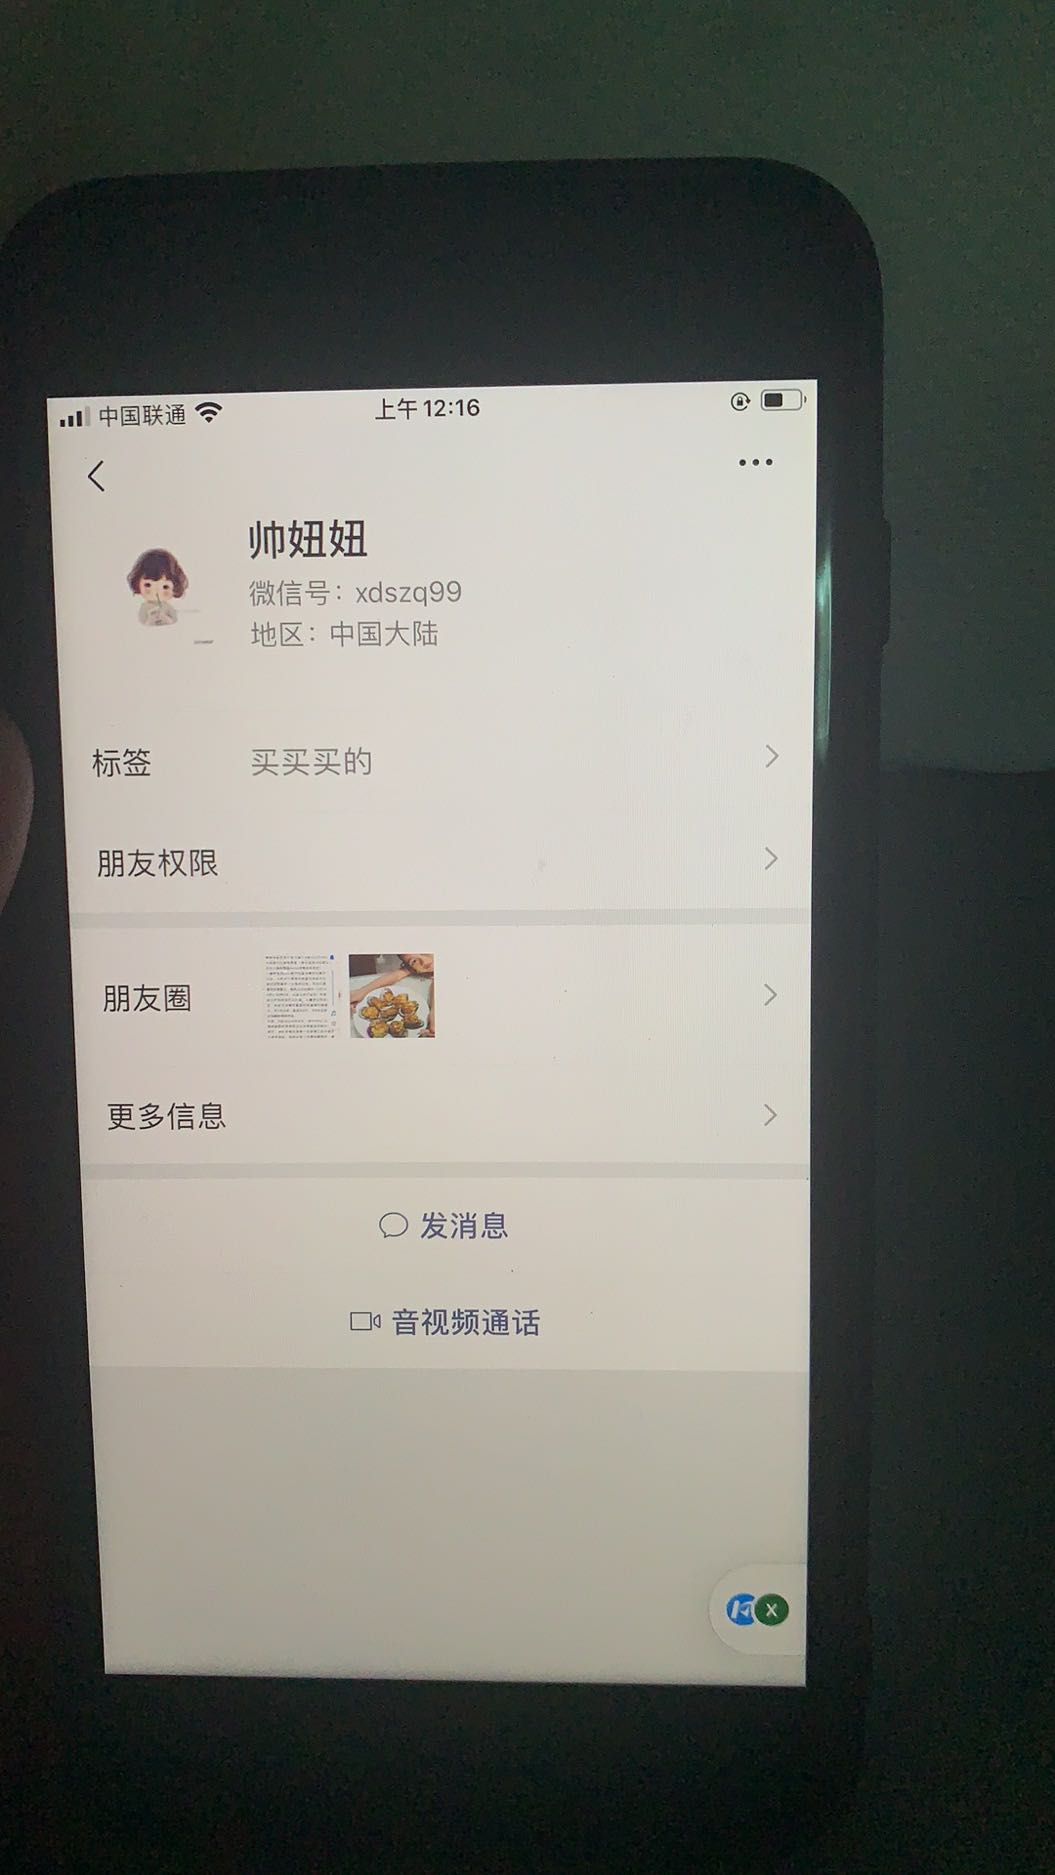 中国联通
上午 12:16
帅妞妞
微信号：xdszq99
地区：中国大陆
标签 买买买的
朋友权限
朋友圈
更多信息
发消息
音视频通话
X